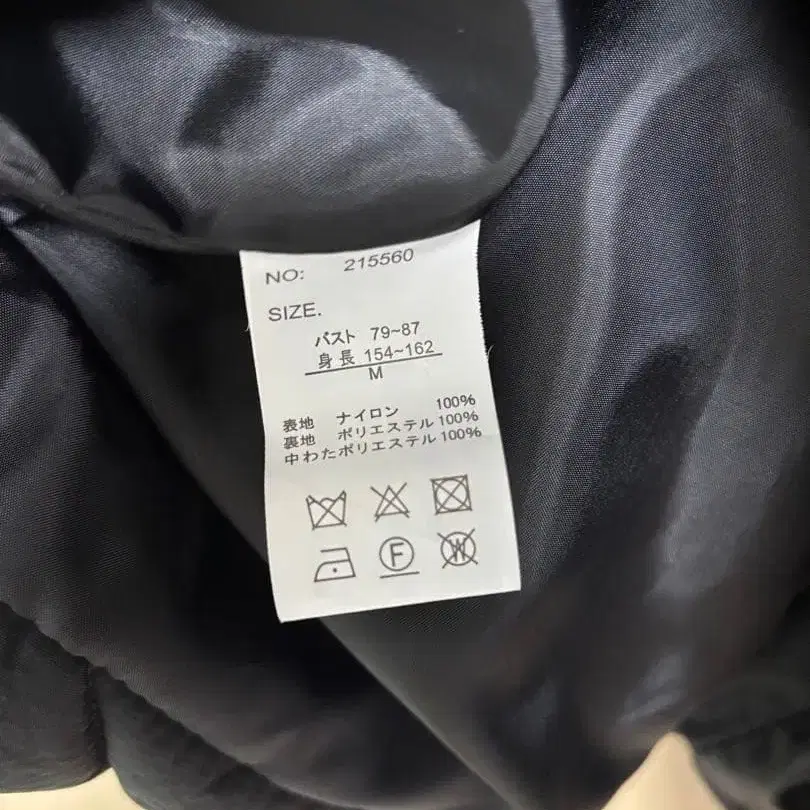 NO: 215560
SIZE.
バスト 79~87
身長 154~162
M
表地 ナイロン 100%
裏地 ポリエステル 100%
中わたポリエステル 100%
F W